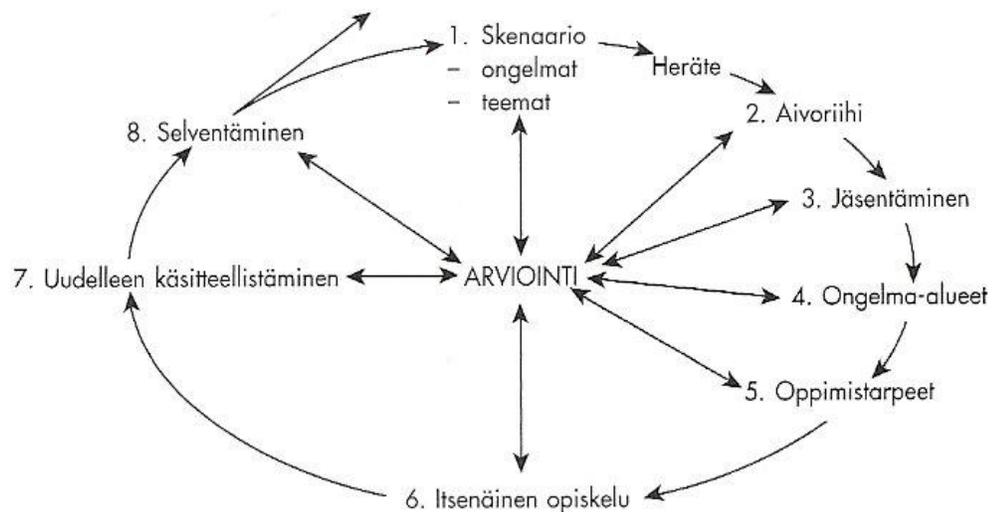 1. Skenaario
– ongelmat
– teemat
Heräte
2. Aivoriihi
3. Jäsentäminen
4. Ongelma-alueet
5. Oppimistarpeet
6. Itsenäinen opiskelu
7. Uudelleen käsitteellistäminen
8. Selventäminen
ARVIOINTI